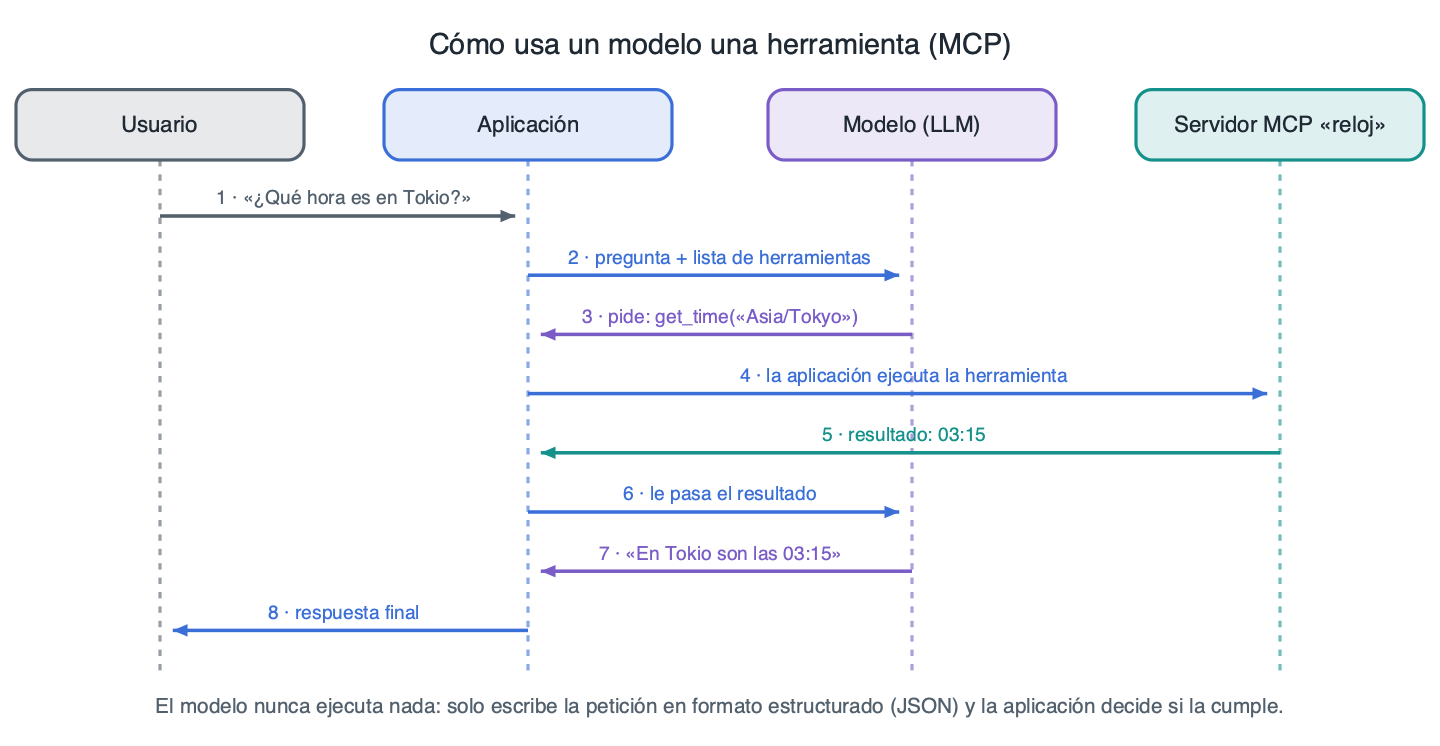 Cómo usa un modelo una herramienta (MCP)
Usuario
Aplicación
Modelo (LLM)
Servidor MCP «reloj»
1 · «¿Qué hora es en Tokio?»
2 · pregunta + lista de herramientas
3 · pide: get_time(«Asia/Tokyo»)
4 · la aplicación ejecuta la herramienta
5 · resultado: 03:15
6 · le pasa el resultado
7 · «En Tokio son las 03:15»
8 · respuesta final
El modelo nunca ejecuta nada: solo escribe la petición en formato estructurado (JSON) y la aplicación decide si la cumple.